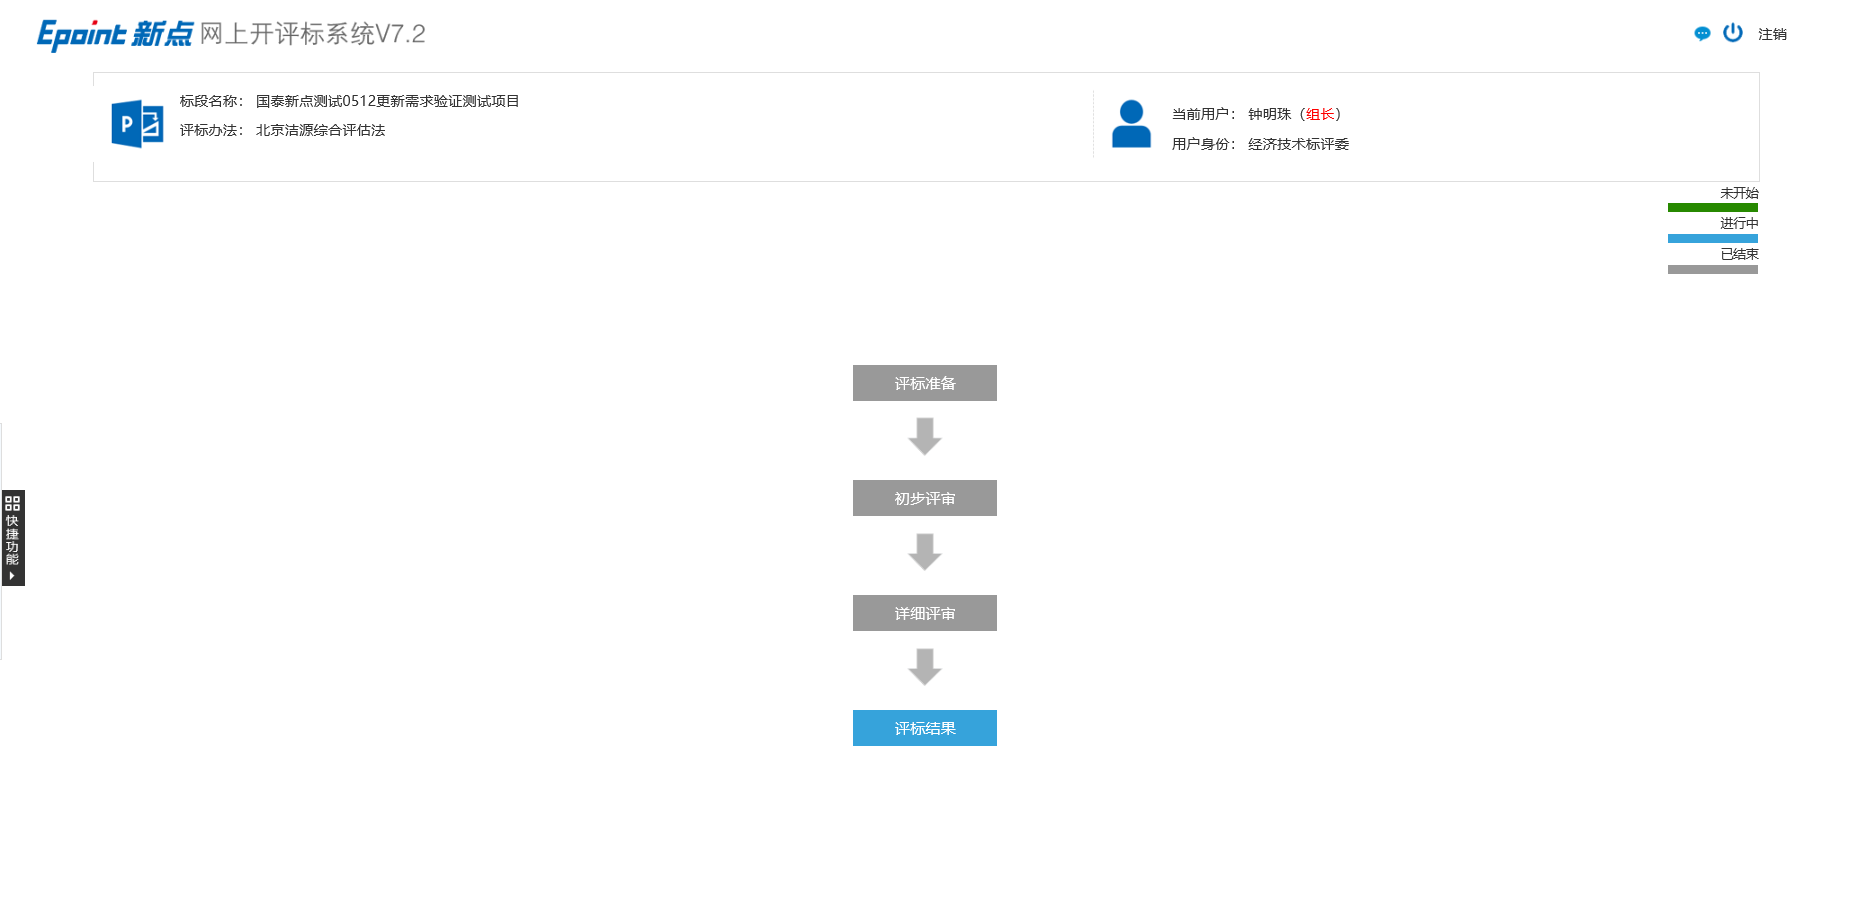 Epoint 新点 网上开评标系统V7.2
注销
标段名称： 国泰新点测试0512更新需求验证测试项目
评标办法： 北京洁源综合评估法
当前用户： 钟明珠（组长）
用户身份： 经济技术标评委
未开始
进行中
已结束
评标准备
初步评审
快捷功能
详细评审
评标结果